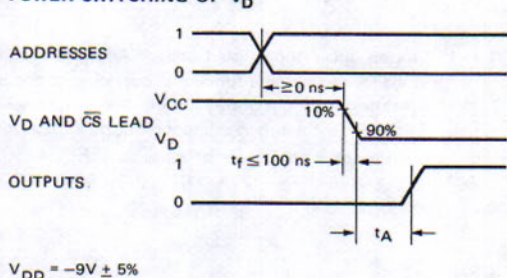 POWER SWITCHING OF VD
ADDRESSES
1
0
≥0 ns
VD AND C̅S̅ LEAD
VCC
VD
10%
90%
tf ≤100 ns
OUTPUTS
1
0
tA
VDD = -9V ± 5%